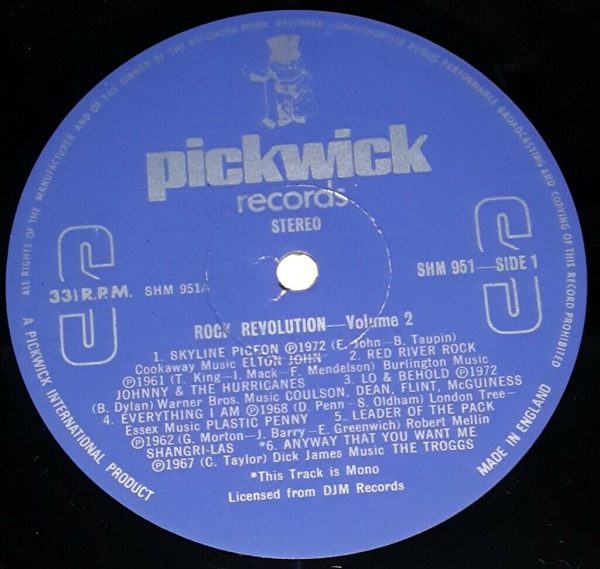 ALL RIGHTS OF THE MANUFACTURER AND OF THE OWNER OF THE RECORDED WORK RESERVED · UNAUTHORISED PUBLIC PERFORMANCE BROADCASTING AND COPYING OF THIS RECORD PROHIBITED
pickwick
records
STEREO
33⅓ R.P.M. SHM 951A
SHM 951—SIDE 1
ROCK REVOLUTION—Volume 2
1. SKYLINE PIGEON ℗1972 (E. John—B. Taupin)
Cookaway Music ELTON JOHN 2. RED RIVER ROCK
℗1961 (T. King—I. Mack—F. Mendelson) Burlington Music
JOHNNY & THE HURRICANES 3. LO & BEHOLD ℗1972
(B. Dylan) Warner Bros. Music COULSON, DEAN, FLINT, McGUINESS
4. EVERYTHING I AM ℗1968 (D. Penn—S. Oldham) London Tree—
Essex Music PLASTIC PENNY 5. LEADER OF THE PACK
℗1962 (G. Morton—J. Barry—E. Greenwich) Robert Mellin
SHANGRI-LAS *6. ANYWAY THAT YOU WANT ME
℗1967 (C. Taylor) Dick James Music THE TROGGS
*This Track is Mono
Licensed from DJM Records
A PICKWICK INTERNATIONAL PRODUCT
MADE IN ENGLAND